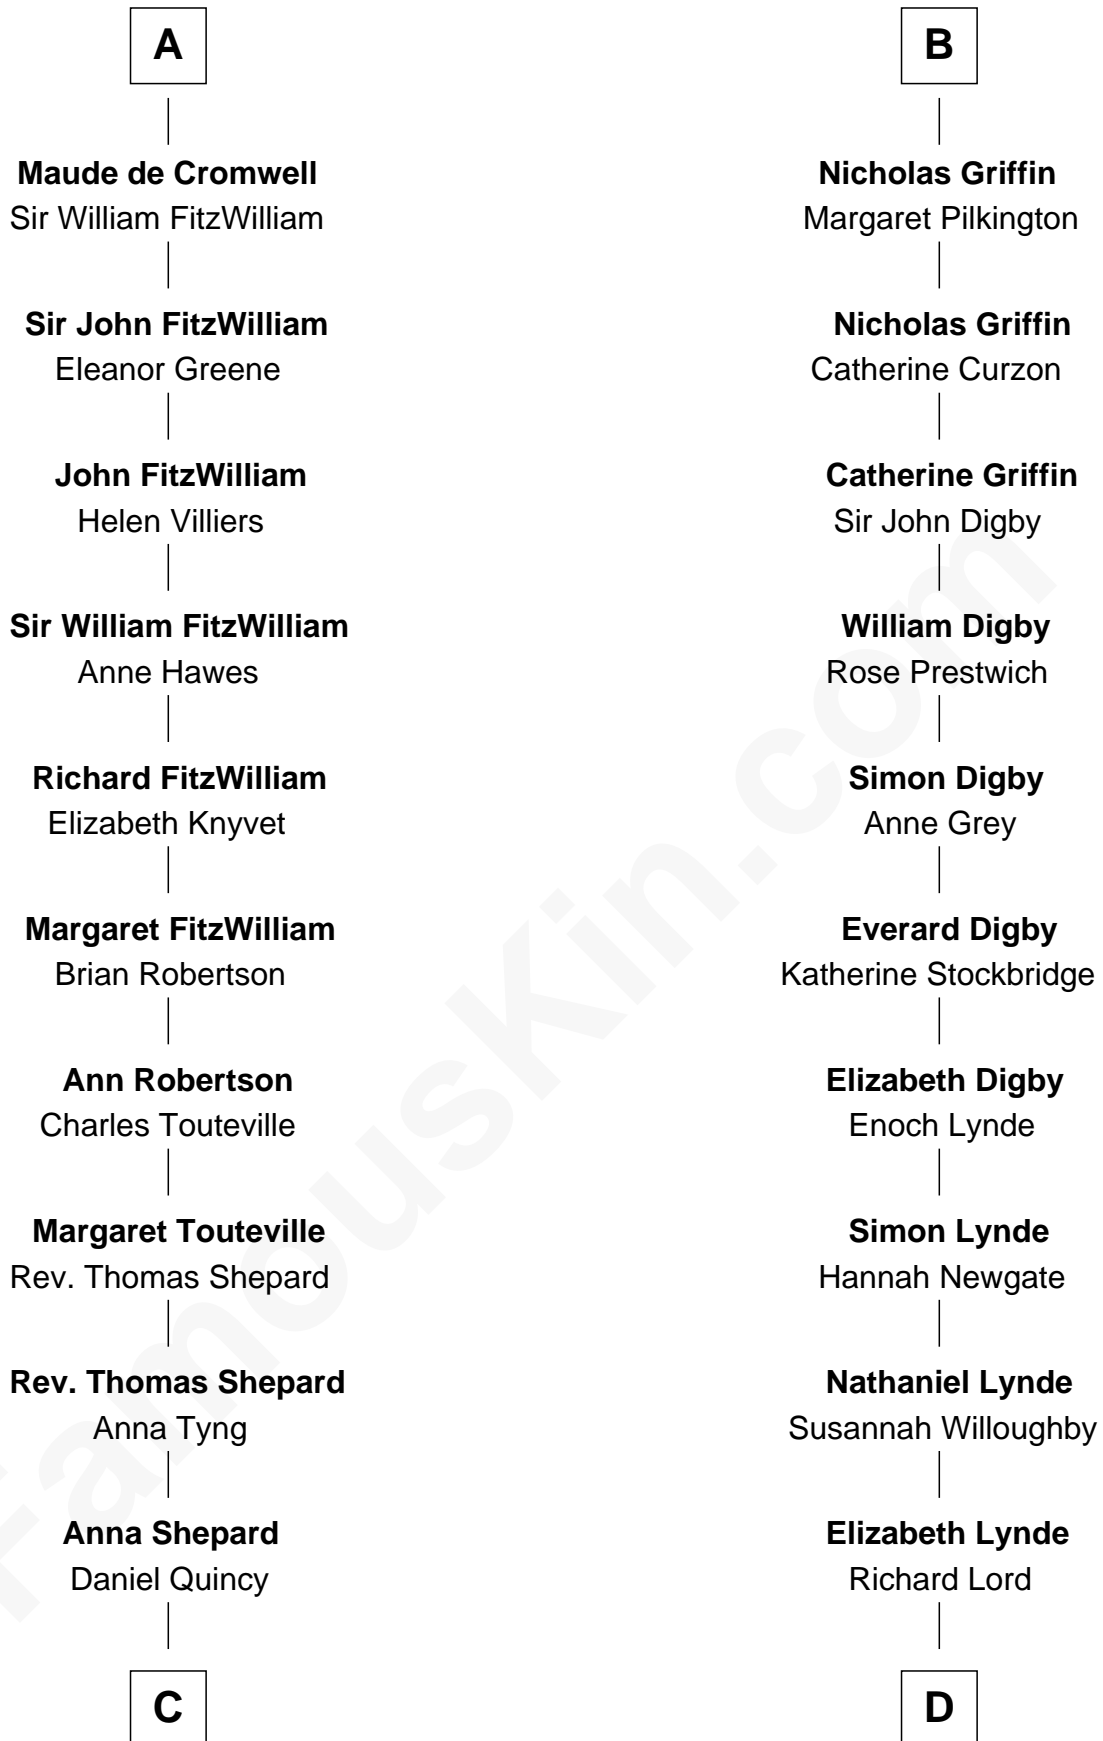 A
Maude de Cromwell
Sir William FitzWilliam
Sir John FitzWilliam
Eleanor Greene
John FitzWilliam
Helen Villiers
Sir William FitzWilliam
Anne Hawes
Richard FitzWilliam
Elizabeth Knyvet
Margaret FitzWilliam
Brian Robertson
Ann Robertson
Charles Touteville
Margaret Touteville
Rev. Thomas Shepard
Rev. Thomas Shepard
Anna Tyng
Anna Shepard
Daniel Quincy
C
B
Nicholas Griffin
Margaret Pilkington
Nicholas Griffin
Catherine Curzon
Catherine Griffin
Sir John Digby
William Digby
Rose Prestwich
Simon Digby
Anne Grey
Everard Digby
Katherine Stockbridge
Elizabeth Digby
Enoch Lynde
Simon Lynde
Hannah Newgate
Nathaniel Lynde
Susannah Willoughby
Elizabeth Lynde
Richard Lord
D
FamousKin.com